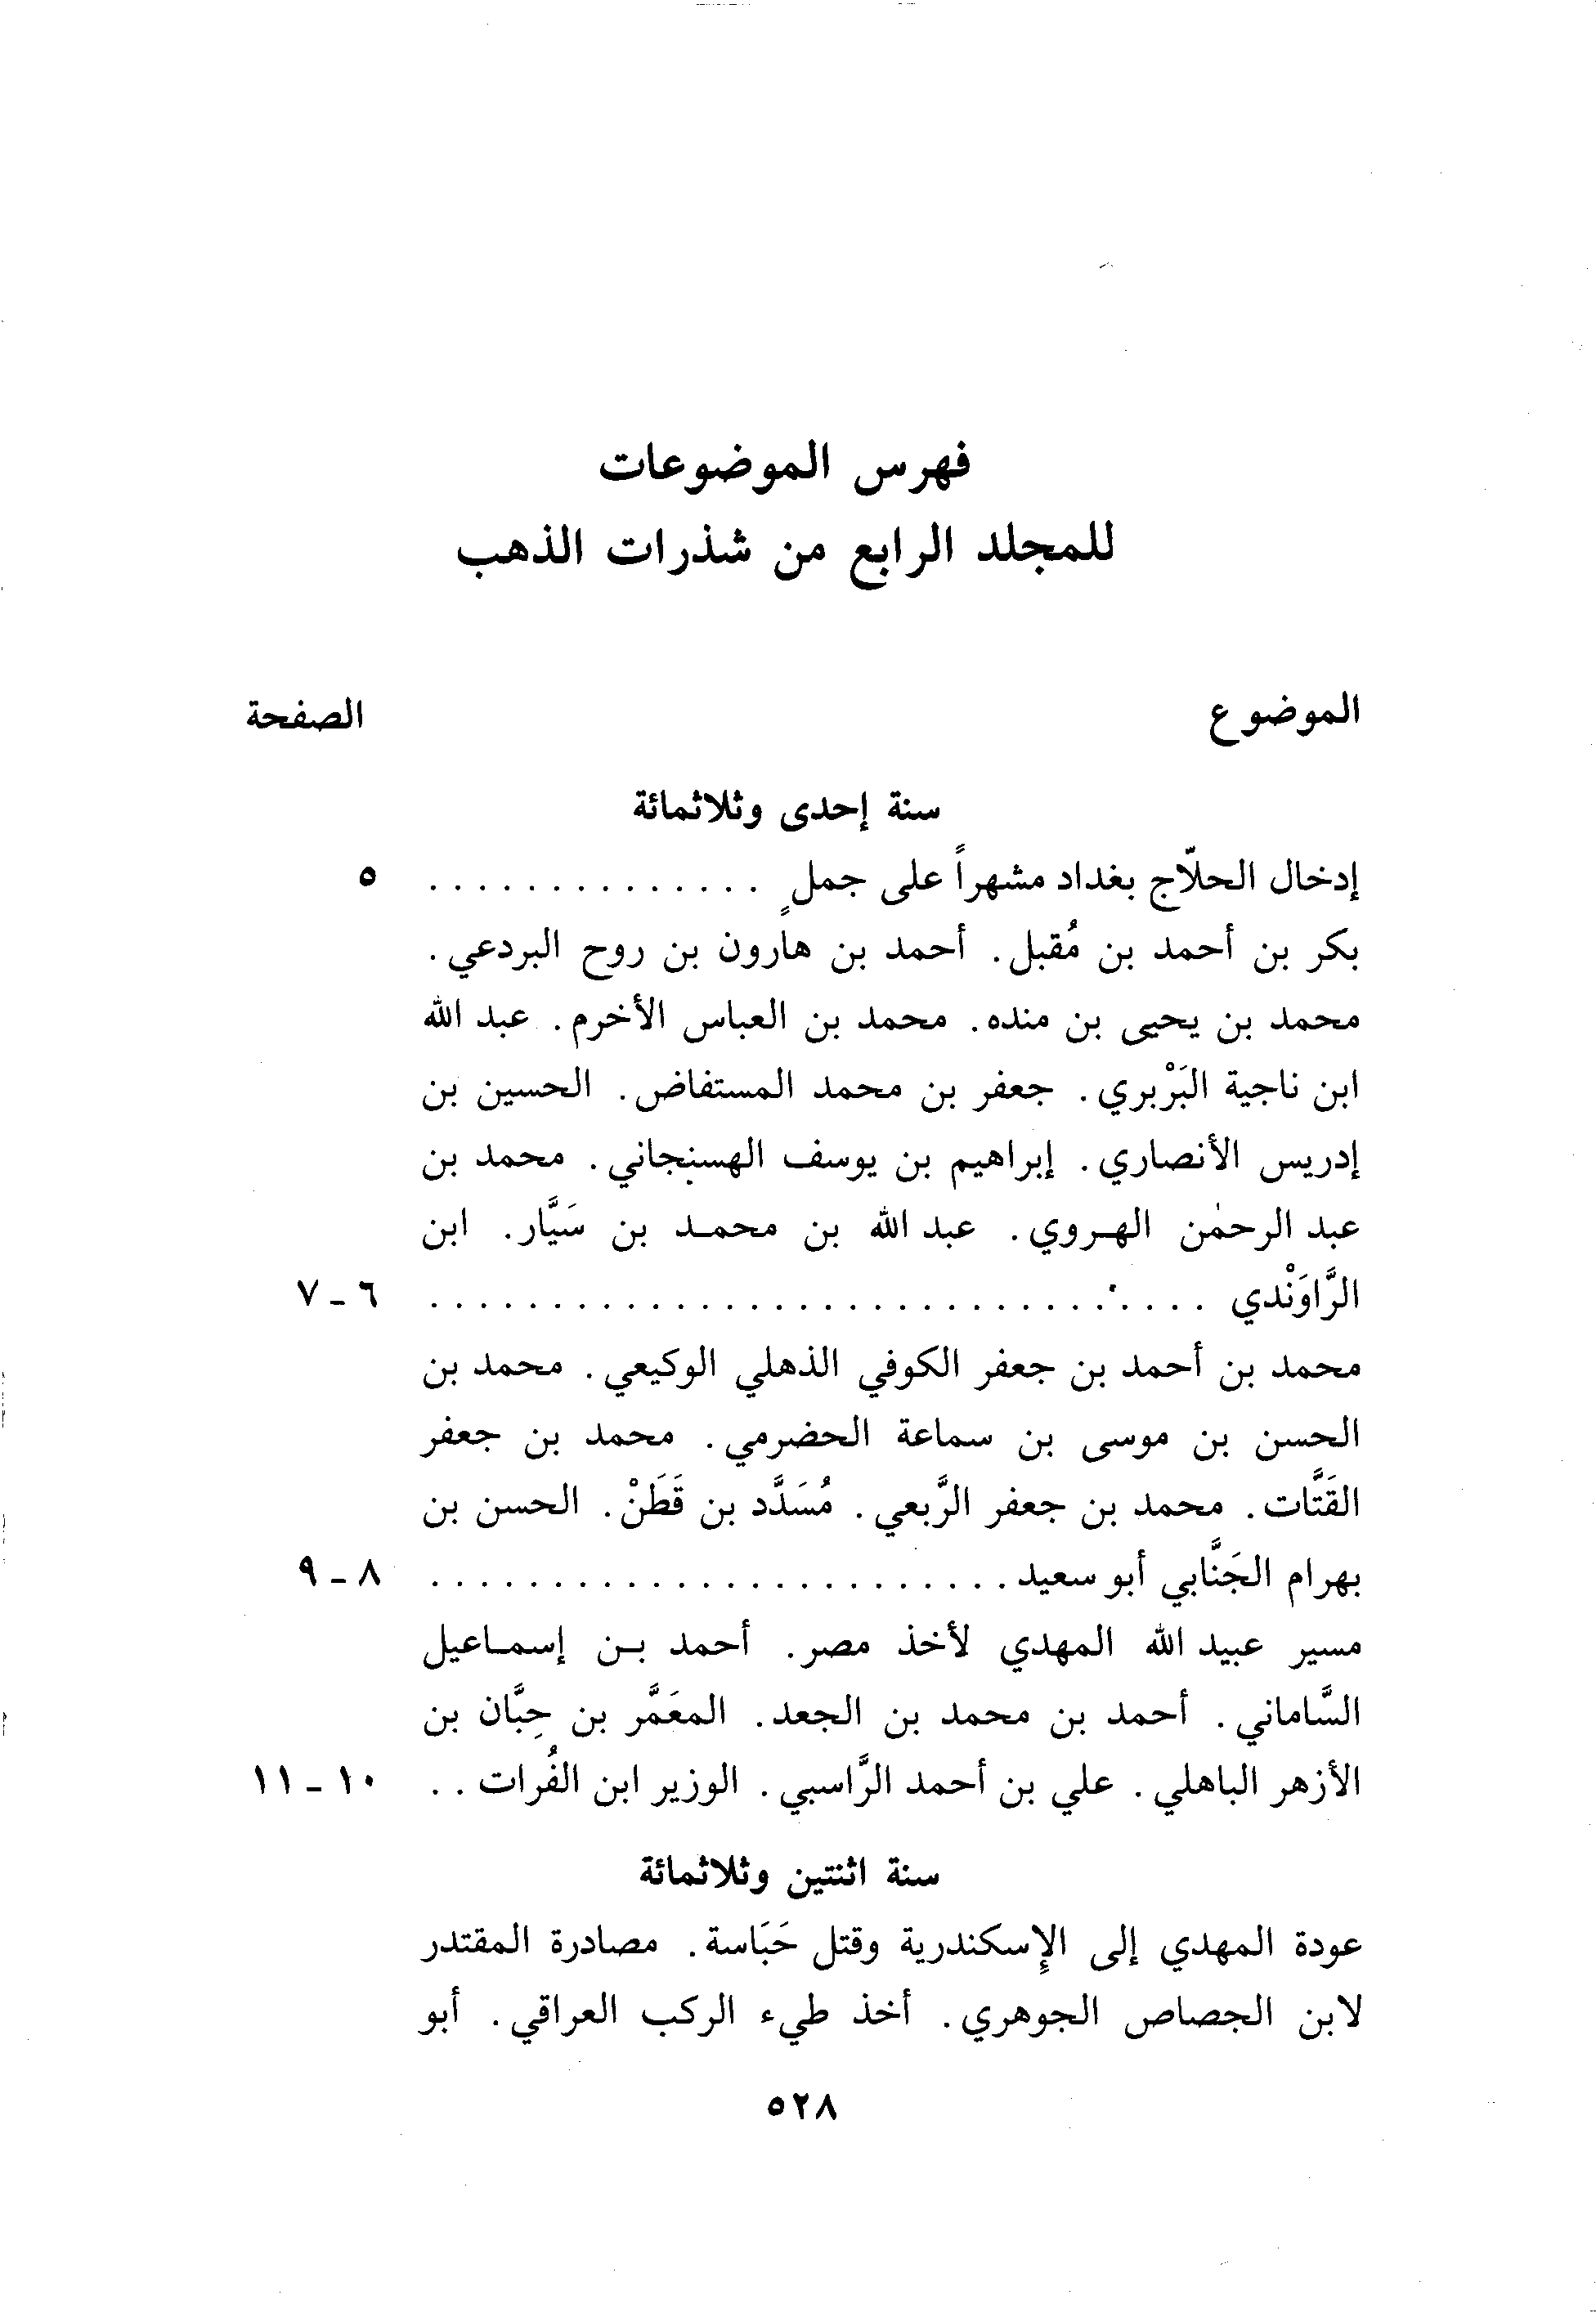 فهرس الموضوعات
للمجلد الرابع من شذرات الذهب
الموضوع الصفحة
سنة إحدى وثلاثمائة
إدخال الحلاّج بغداد مشهراً على جملٍ . . . . . . . . . . . . . . ٥
بكر بن أحمد بن مُقبل. أحمد بن هارون بن روح البردعي.
محمد بن يحيى بن منده. محمد بن العباس الأخرم. عبد الله
ابن ناجية البَرْبري. جعفر بن محمد المستفاض. الحسين بن
إدريس الأنصاري. إبراهيم بن يوسف الهسنجاني. محمد بن
عبد الرحمٰن الهروي. عبد الله بن محمد بن سَيَّار. ابن
الرَّاوَنْدي . . . . . . . . . . . . . . . . . . . . . . . . . . . . . . . . ٦ - ٧
محمد بن أحمد بن جعفر الكوفي الذهلي الوكيعي. محمد بن
الحسن بن موسى بن سماعة الحضرمي. محمد بن جعفر
القَتَّات. محمد بن جعفر الرَّبعي. مُسَدَّد بن قَطَنْ. الحسن بن
بهرام الجَنَّابي أبو سعيد . . . . . . . . . . . . . . . . . . . . . . . . ٨ - ٩
مسير عبيد الله المهدي لأخذ مصر. أحمد بن إسماعيل
السَّاماني. أحمد بن محمد بن الجعد. المعَمَّر بن حِبَّان بن
الأزهر الباهلي. علي بن أحمد الرَّاسبي. الوزير ابن الفُرات . . ١٠ - ١١
سنة اثنتين وثلاثمائة
عودة المهدي إلى الإِسكندرية وقتل حَبَاسة. مصادرة المقتدر
لابن الجصاص الجوهري. أخذ طيء الركب العراقي. أبو
٥٢٨